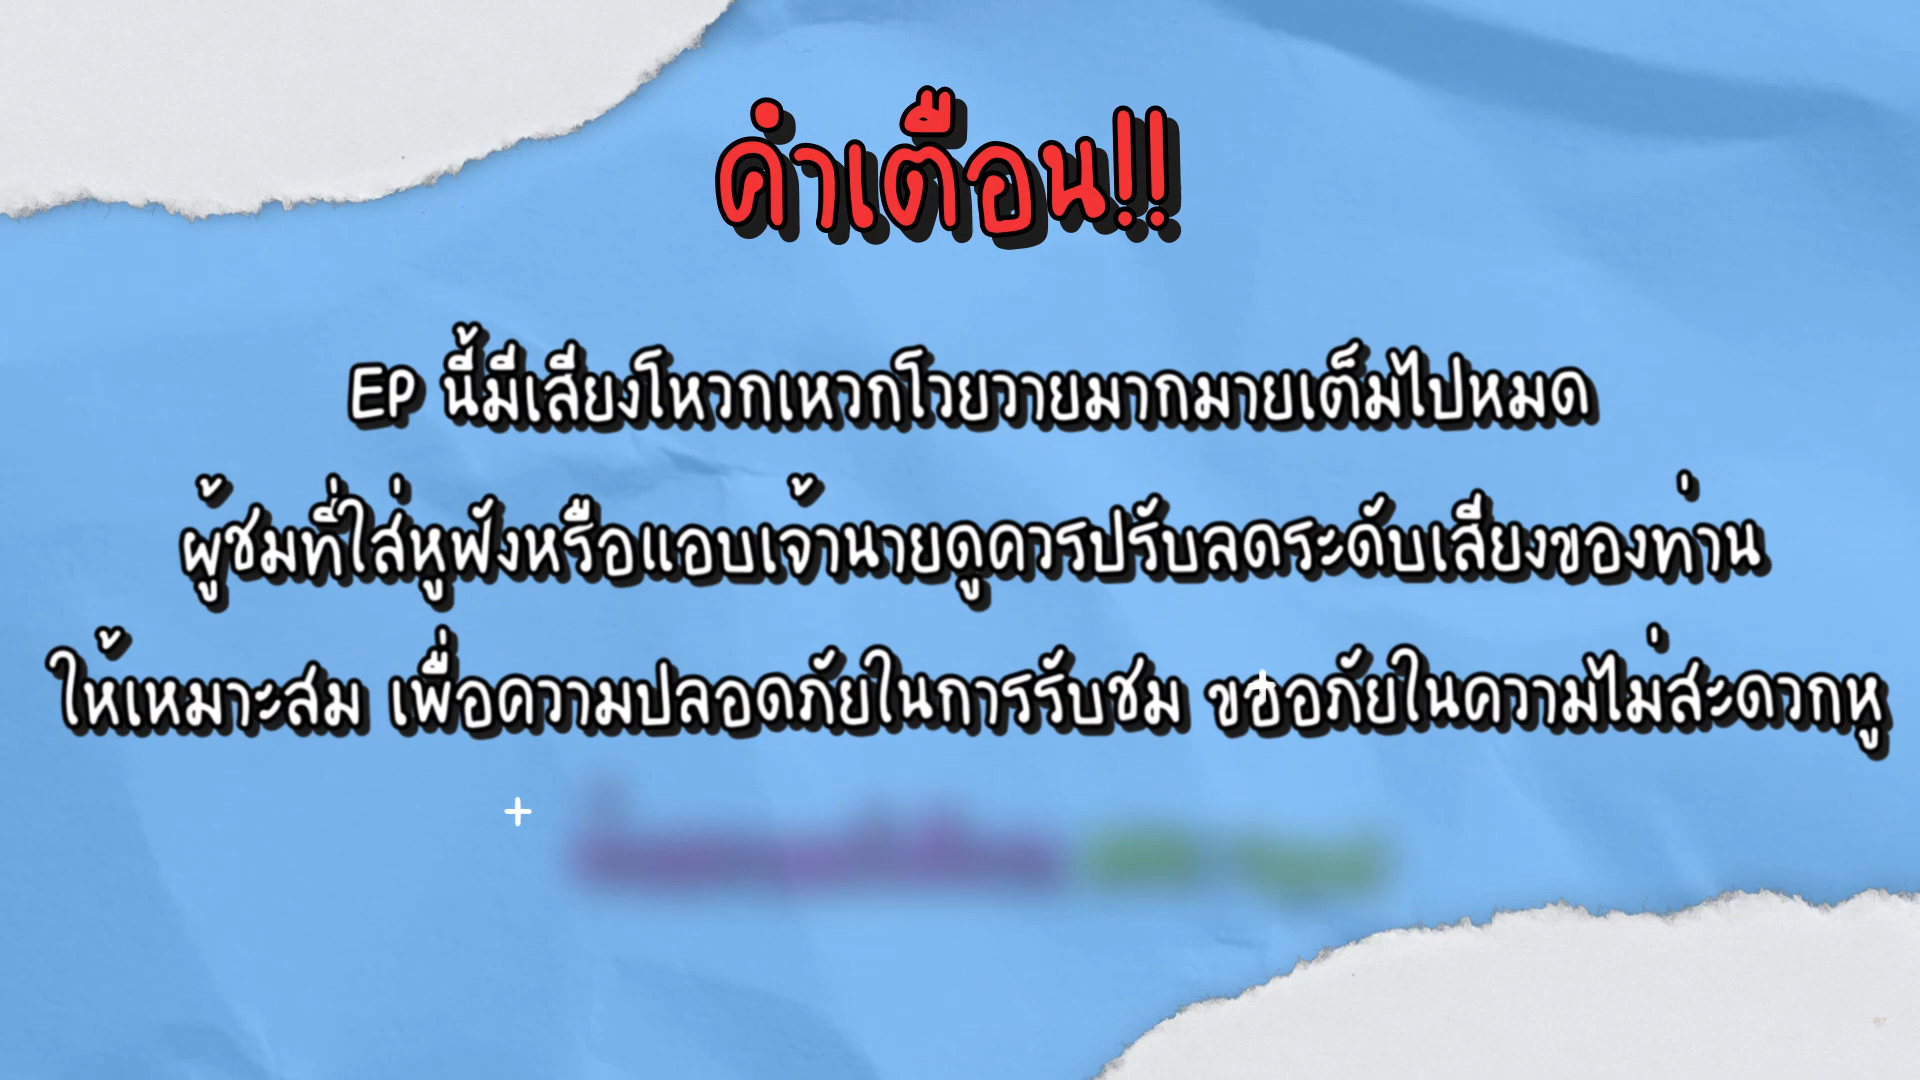 คำเตือน!!
EP นี้มีเสียงโหวกเหวกโวยวายมากมายเต็มไปหมด
ผู้ชมที่ใส่หูฟังหรือแอบเจ้านายดูควรปรับลดระดับเสียงของท่าน
ให้เหมาะสม เพื่อความปลอดภัยในการรับชม ขออภัยในความไม่สะดวกหู